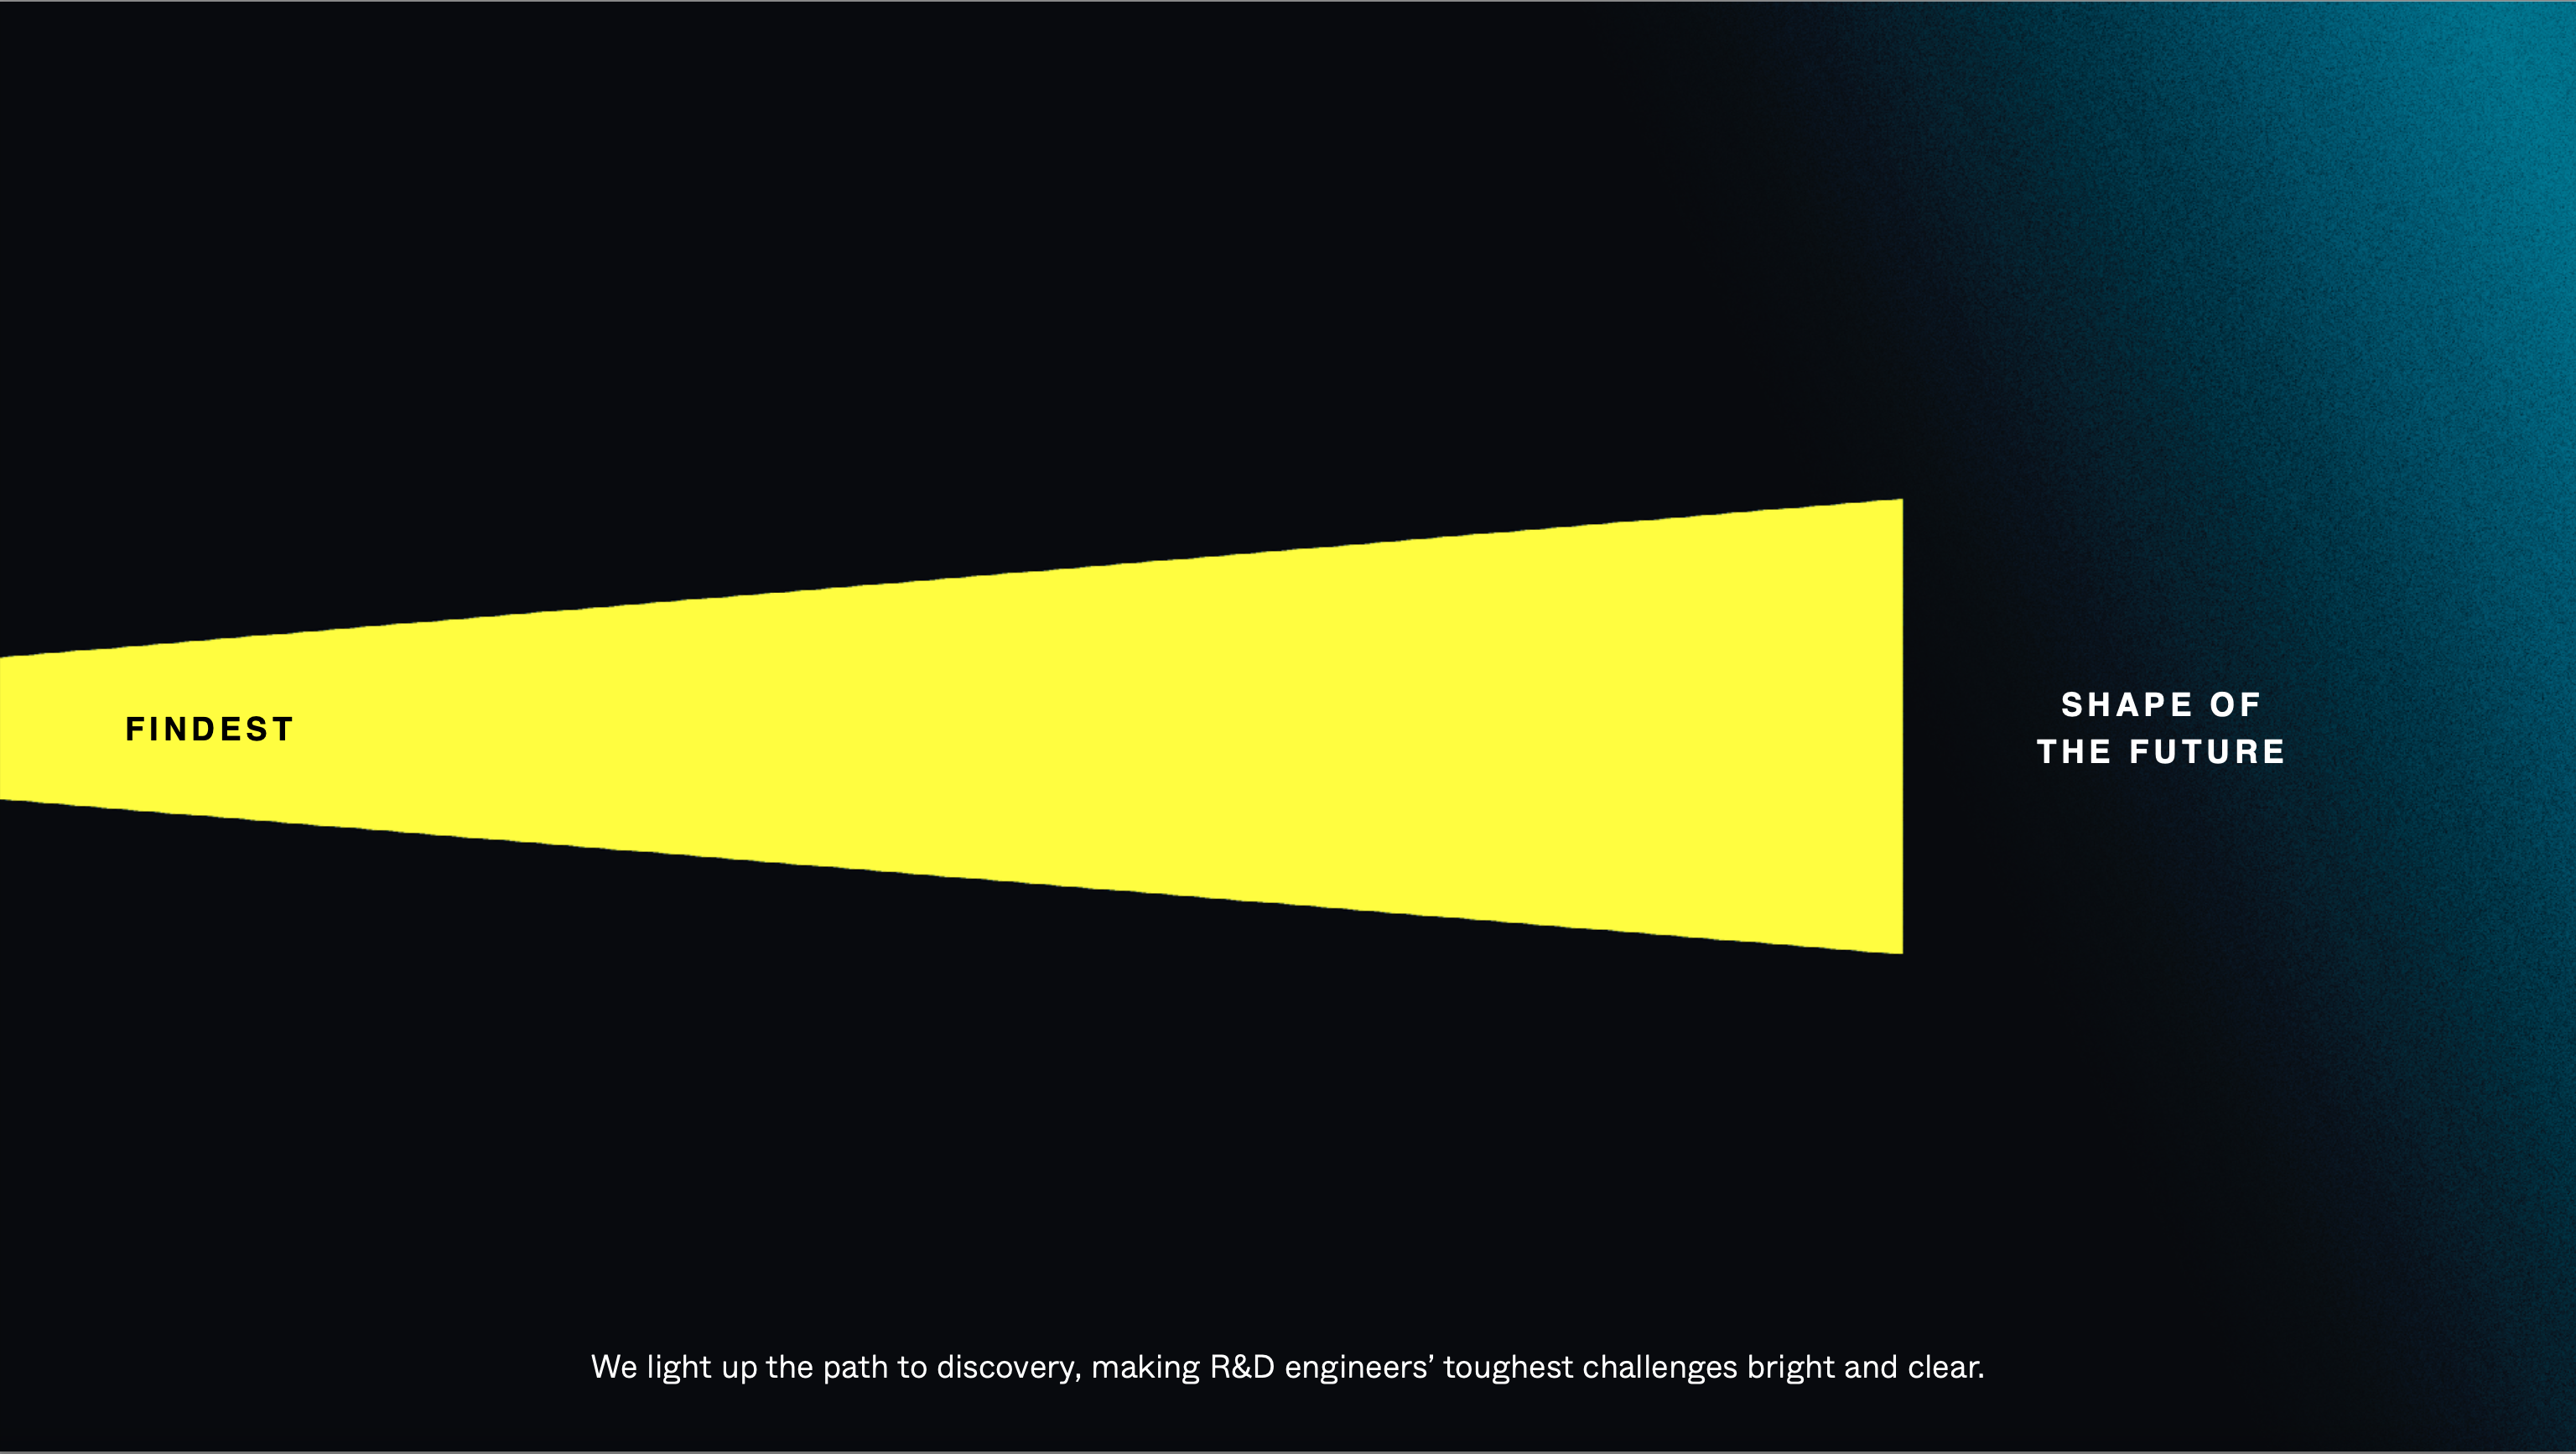 FINDEST
SHAPE OF
THE FUTURE
We light up the path to discovery, making R&D engineers’ toughest challenges bright and clear.